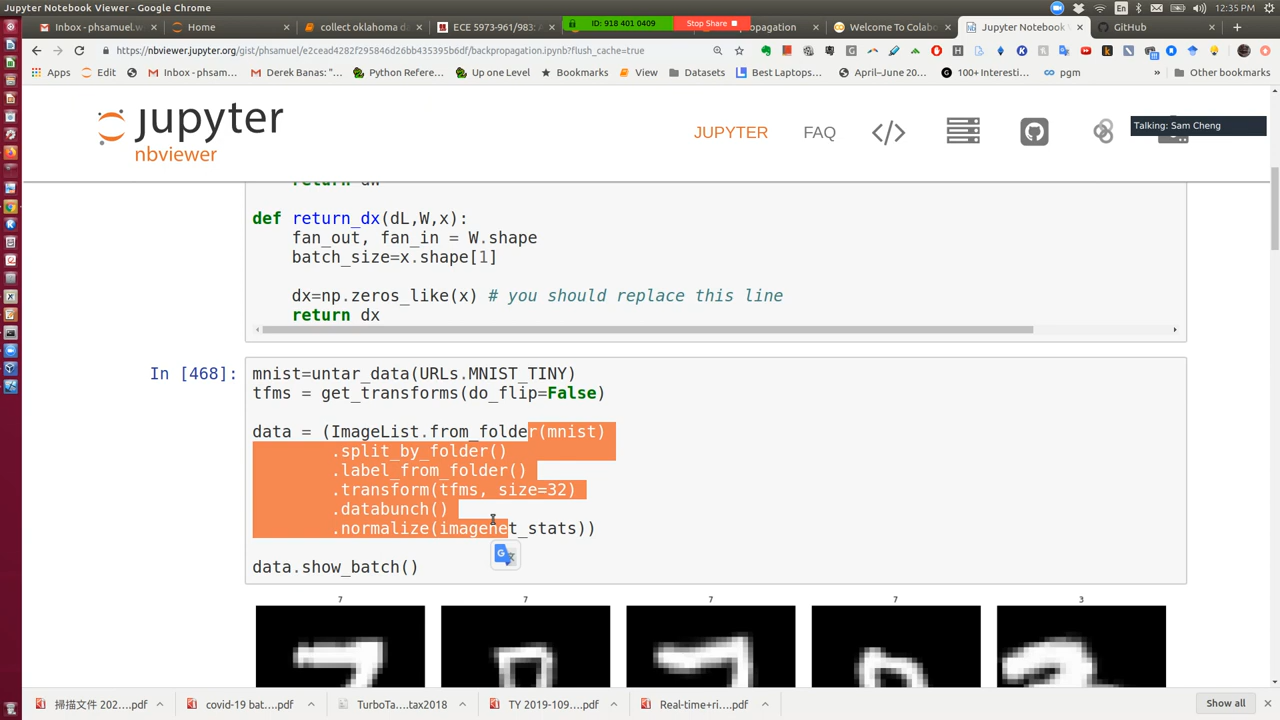 Jupyter Notebook Viewer - Google Chrome
En
12:35 PM
Inbox - phsamuel
Home
collect oklahoma da
ECE 5973-961/983: A
ID: 918 401 0409
Stop Share
propagation
Welcome To Colab
Jupyter Notebook V
GitHub
https://nbviewer.jupyter.org/gist/phsamuel/e2cead4282f295846d26bb435395b6df/backpropagation.ipynb?flush_cache=true
Apps
Edit
Inbox - phsam...
Derek Banas: "...
Python Refere...
Up one Level
Bookmarks
View
Datasets
Best Laptops...
April–June 20...
100+ Interesti...
pgm
»
Other bookmarks
jupyter
nbviewer
JUPYTER
FAQ
</>
Talking: Sam Cheng
return dw
def return_dx(dL,W,x):
fan_out, fan_in = W.shape
batch_size=x.shape[1]
dx=np.zeros_like(x) # you should replace this line
return dx
In [468]:
mnist=untar_data(URLs.MNIST_TINY)
tfms = get_transforms(do_flip=False)
data = (ImageList.from_folder(mnist)
.split_by_folder()
.label_from_folder()
.transform(tfms, size=32)
.databunch()
.normalize(imagenet_stats))
data.show_batch()
7
7
7
7
3
掃描文件 202....pdf
covid-19 bat....pdf
TurboTa....tax2018
TY 2019-109....pdf
Real-time+ri....pdf
Show all